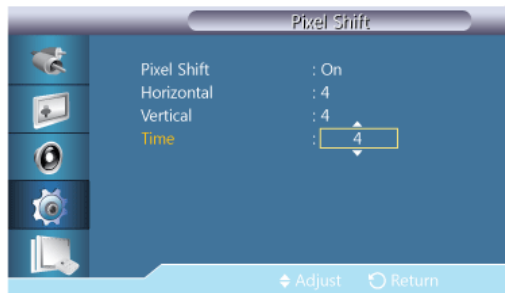 Pixel Shift
Pixel Shift : On
Horizontal : 4
Vertical : 4
Time : 4
Adjust Return